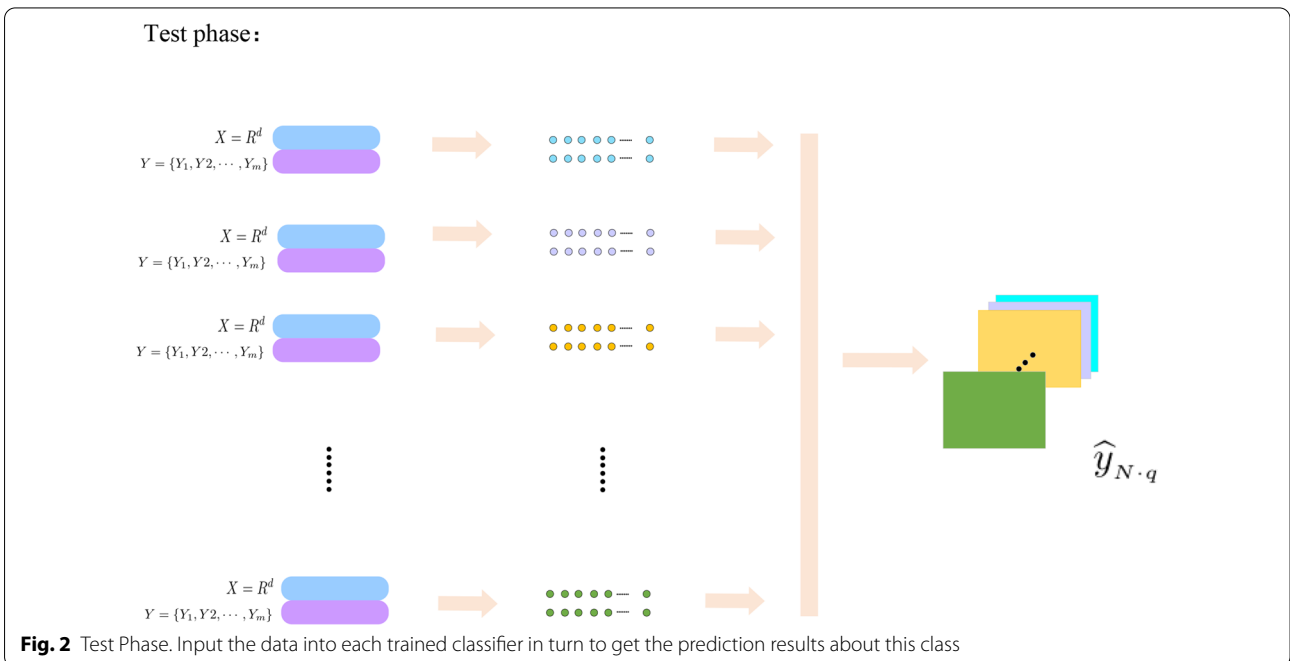 Test phase:
X = R^d
Y = {Y_1, Y2, ⋯ , Y_m}
X = R^d
Y = {Y_1, Y2, ⋯ , Y_m}
X = R^d
Y = {Y_1, Y2, ⋯ , Y_m}
X = R^d
Y = {Y_1, Y2, ⋯ , Y_m}
ŷ_{N·q}
Fig. 2 Test Phase. Input the data into each trained classifier in turn to get the prediction results about this class